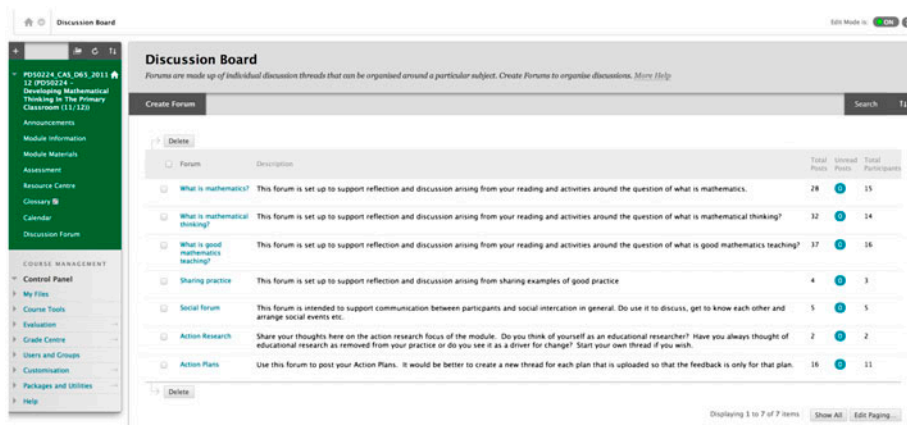 Discussion Board
Edit Mode is: ON
PD50224_CAS_D65_2011
12 (PD50224 -
Developing Mathematical
Thinking In The Primary
Classroom (11/12))
Announcements
Module Information
Module Materials
Assessment
Resource Centre
Glossary
Calendar
Discussion Forum
COURSE MANAGEMENT
Control Panel
My Files
Course Tools
Evaluation
Grade Centre
Users and Groups
Customisation
Packages and Utilities
Help
Discussion Board
Forums are made up of individual discussion threads that can be organised around a particular subject. Create Forums to organise discussions. More Help
Create Forum
Search
Delete
Forum Description Total Posts Unread Posts Total Participants
What is mathematics? This forum is set up to support reflection and discussion arising from your reading and activities around the question of what is mathematics. 28 0 15
What is mathematical thinking? This forum is set up to support reflection and discussion arising from your reading and activities around the question of what is mathematical thinking? 32 0 14
What is good mathematics teaching? This forum is set up to support reflection and discussion arising from your reading and activities around the question of what is good mathematics teaching? 37 0 16
Sharing practice This forum is set up to support reflection and discussion arising from sharing examples of good practice 4 0 3
Social forum This forum is intended to support communication between particpants and social intercation in general. Do use it to discuss, get to know each other and
arrange social events etc. 5 0 5
Action Research Share your thoughts here on the action research focus of the module. Do you think of yourself as an educational researcher? Have you always thought of
educational research as removed from your practice or do you see it as a driver for change? Start your own thread if you wish. 2 0 2
Action Plans Use this forum to post your Action Plans. It would be better to create a new thread for each plan that is uploaded so that the feedback is only for that plan. 16 0 11
Delete
Displaying 1 to 7 of 7 items Show All Edit Paging...